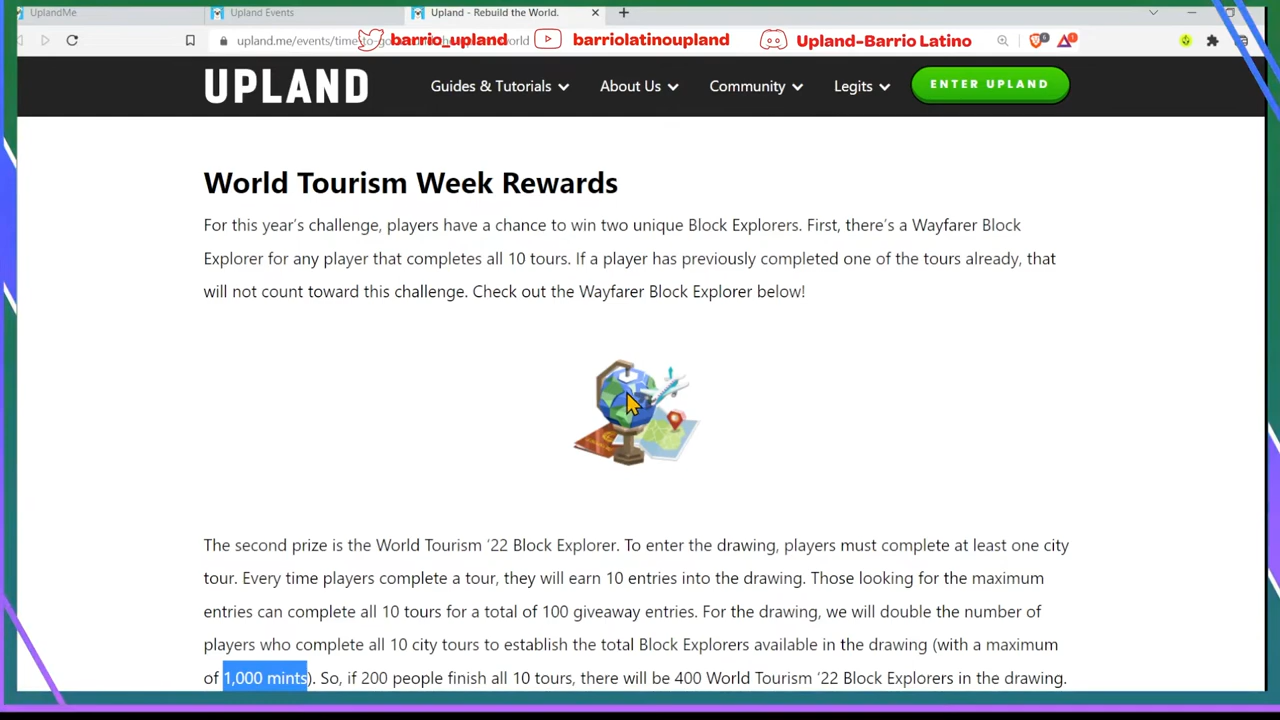 UplandMe
Upland Events
Upland - Rebuild the World.
upland.me/events/time-to-go
world
barrio_upland
barriolatinoupland
Upland-Barrio Latino
UPLAND
Guides & Tutorials
About Us
Community
Legits
ENTER UPLAND
World Tourism Week Rewards
For this year's challenge, players have a chance to win two unique Block Explorers. First, there's a Wayfarer Block
Explorer for any player that completes all 10 tours. If a player has previously completed one of the tours already, that
will not count toward this challenge. Check out the Wayfarer Block Explorer below!
The second prize is the World Tourism '22 Block Explorer. To enter the drawing, players must complete at least one city
tour. Every time players complete a tour, they will earn 10 entries into the drawing. Those looking for the maximum
entries can complete all 10 tours for a total of 100 giveaway entries. For the drawing, we will double the number of
players who complete all 10 city tours to establish the total Block Explorers available in the drawing (with a maximum
of 1,000 mints). So, if 200 people finish all 10 tours, there will be 400 World Tourism '22 Block Explorers in the drawing.